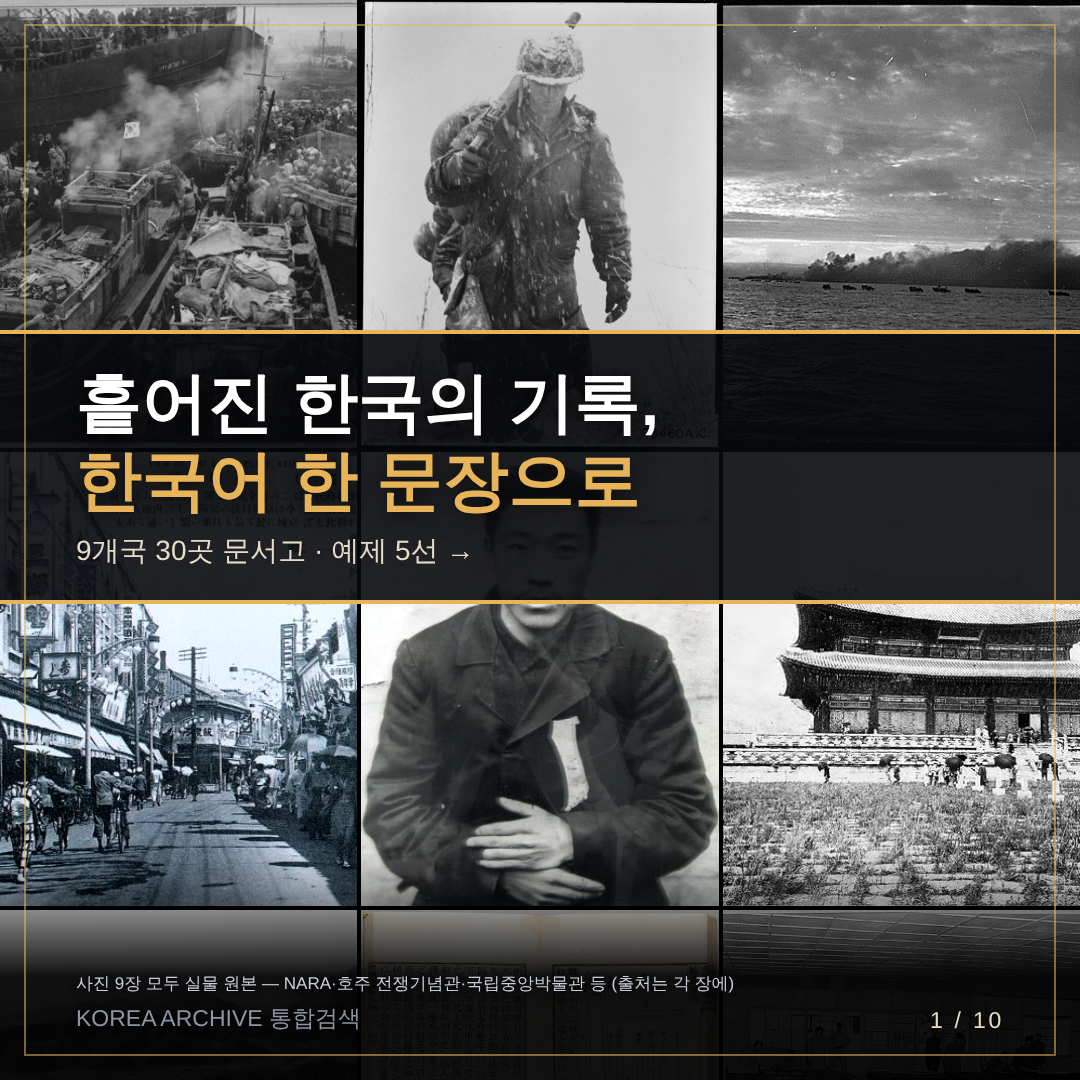 흩어진 한국의 기록,
한국어 한 문장으로
9개국 30곳 문서고 · 예제 5선 →
사진 9장 모두 실물 원본 — NARA·호주 전쟁기념관·국립중앙박물관 등 (출처는 각 장에)
KOREA ARCHIVE 통합검색
1 / 10